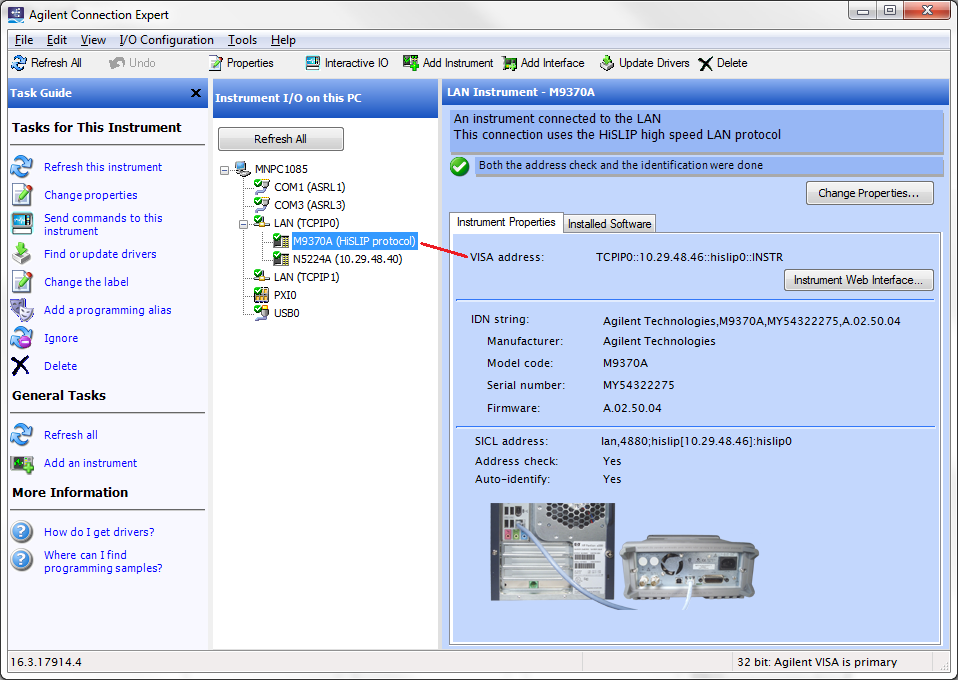 Agilent Connection Expert
File Edit View I/O Configuration Tools Help
Refresh All Undo Properties Interactive IO Add Instrument Add Interface Update Drivers Delete
Task Guide
Tasks for This Instrument
Refresh this instrument
Change properties
Send commands to this
instrument
Find or update drivers
Change the label
Add a programming alias
Ignore
Delete
General Tasks
Refresh all
Add an instrument
More Information
How do I get drivers?
Where can I find
programming samples?
Instrument I/O on this PC
Refresh All
MNPC1085
COM1 (ASRL1)
COM3 (ASRL3)
LAN (TCPIP0)
M9370A (HiSLIP protocol)
N5224A (10.29.48.40)
LAN (TCPIP1)
PXI0
USB0
LAN Instrument - M9370A
An instrument connected to the LAN
This connection uses the HiSLIP high speed LAN protocol
Both the address check and the identification were done
Change Properties...
Instrument Properties Installed Software
VISA address: TCPIP0::10.29.48.46::hislip0::INSTR
Instrument Web Interface...
IDN string: Agilent Technologies,M9370A,MY54322275,A.02.50.04
Manufacturer: Agilent Technologies
Model code: M9370A
Serial number: MY54322275
Firmware: A.02.50.04
SICL address: lan,4880;hislip[10.29.48.46]:hislip0
Address check: Yes
Auto-identify: Yes
16.3.17914.4
32 bit: Agilent VISA is primary